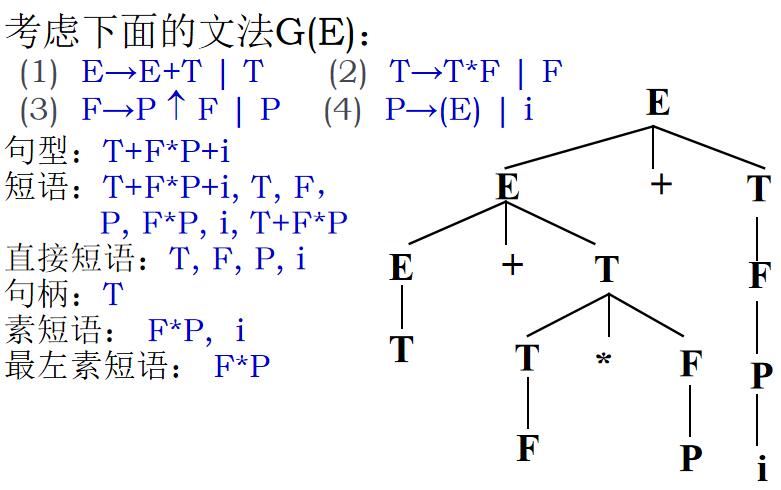 考虑下面的文法G(E):
(1) E→E+T | T (2) T→T*F | F
(3) F→P↑F | P (4) P→(E) | i
句型: T+F*P+i
短语: T+F*P+i, T, F,
P, F*P, i, T+F*P
直接短语: T, F, P, i
句柄: T
素短语: F*P, i
最左素短语: F*P
E
E + T
E + T F
T T * F P
F P i